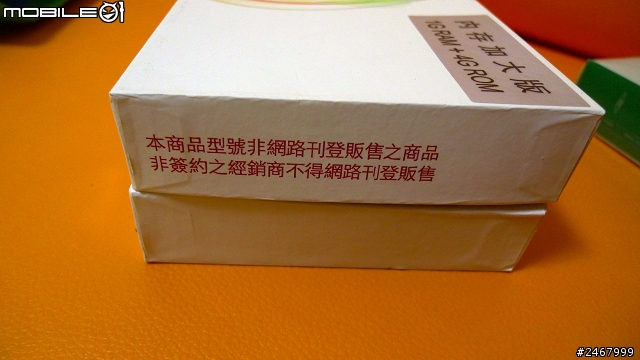 MOBILE01
內存加大版
1G RAM + 4G ROM
本商品型號非網路刊登販售之商品
非簽約之經銷商不得網路刊登販售
#2467999